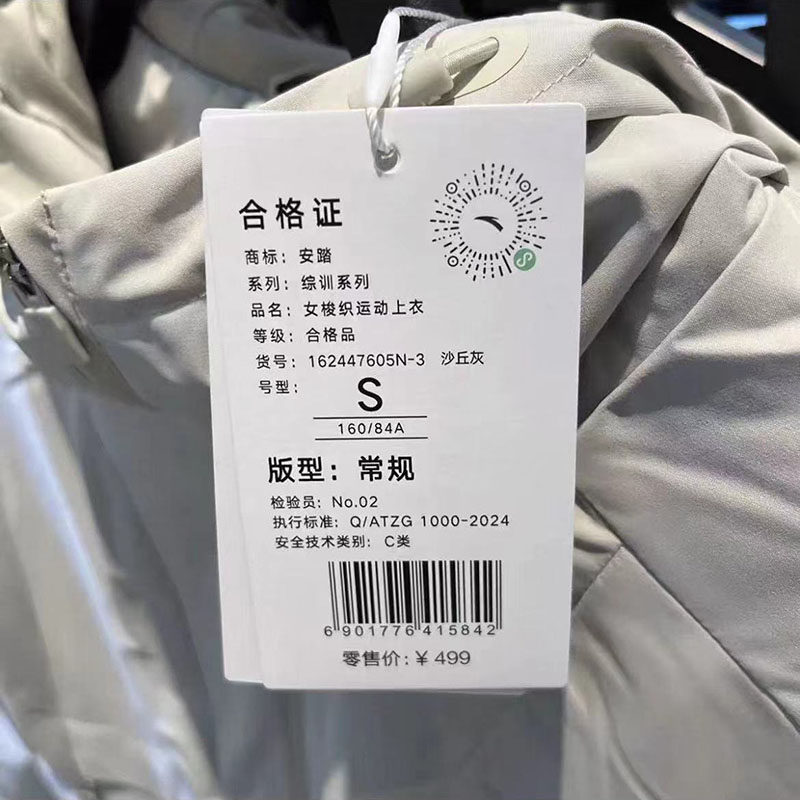 合格证
商标：安踏
系列：综训系列
品名：女梭织运动上衣
等级：合格品
货号：162447605N-3 沙丘灰
号型：S
160/84A
版型：常规
检验员：No.02
执行标准：Q/ATZG 1000-2024
安全技术类别：C类
6 901776 415842
零售价：¥ 499